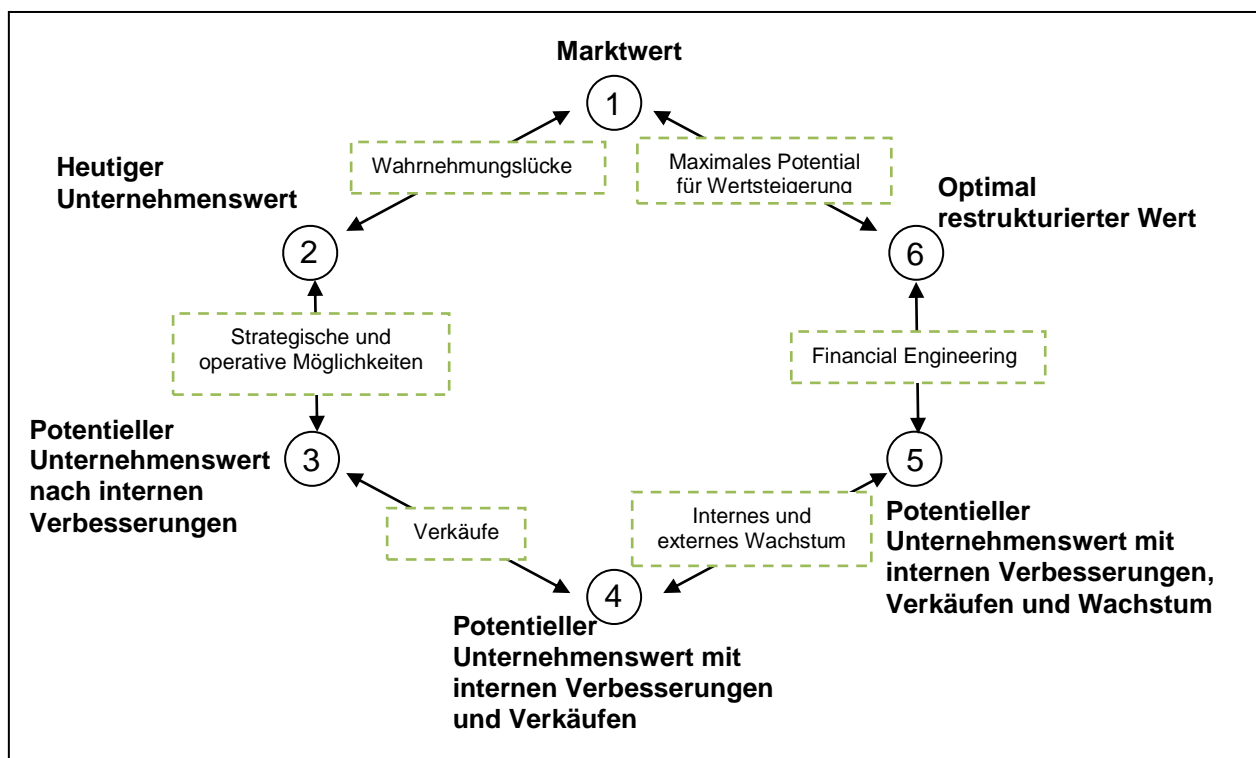 Marktwert
1
Wahrnehmungslücke
Maximales Potential
für Wertsteigerung
Heutiger
Unternehmenswert
Optimal
restrukturierter Wert
2
6
Strategische und
operative Möglichkeiten
Financial Engineering
Potentieller
Unternehmenswert
nach internen
Verbesserungen
3
5
Verkäufe
Internes und
externes Wachstum
Potentieller
Unternehmenswert mit
internen Verbesserungen,
Verkäufen und Wachstum
4
Potentieller
Unternehmenswert mit
internen Verbesserungen
und Verkäufen